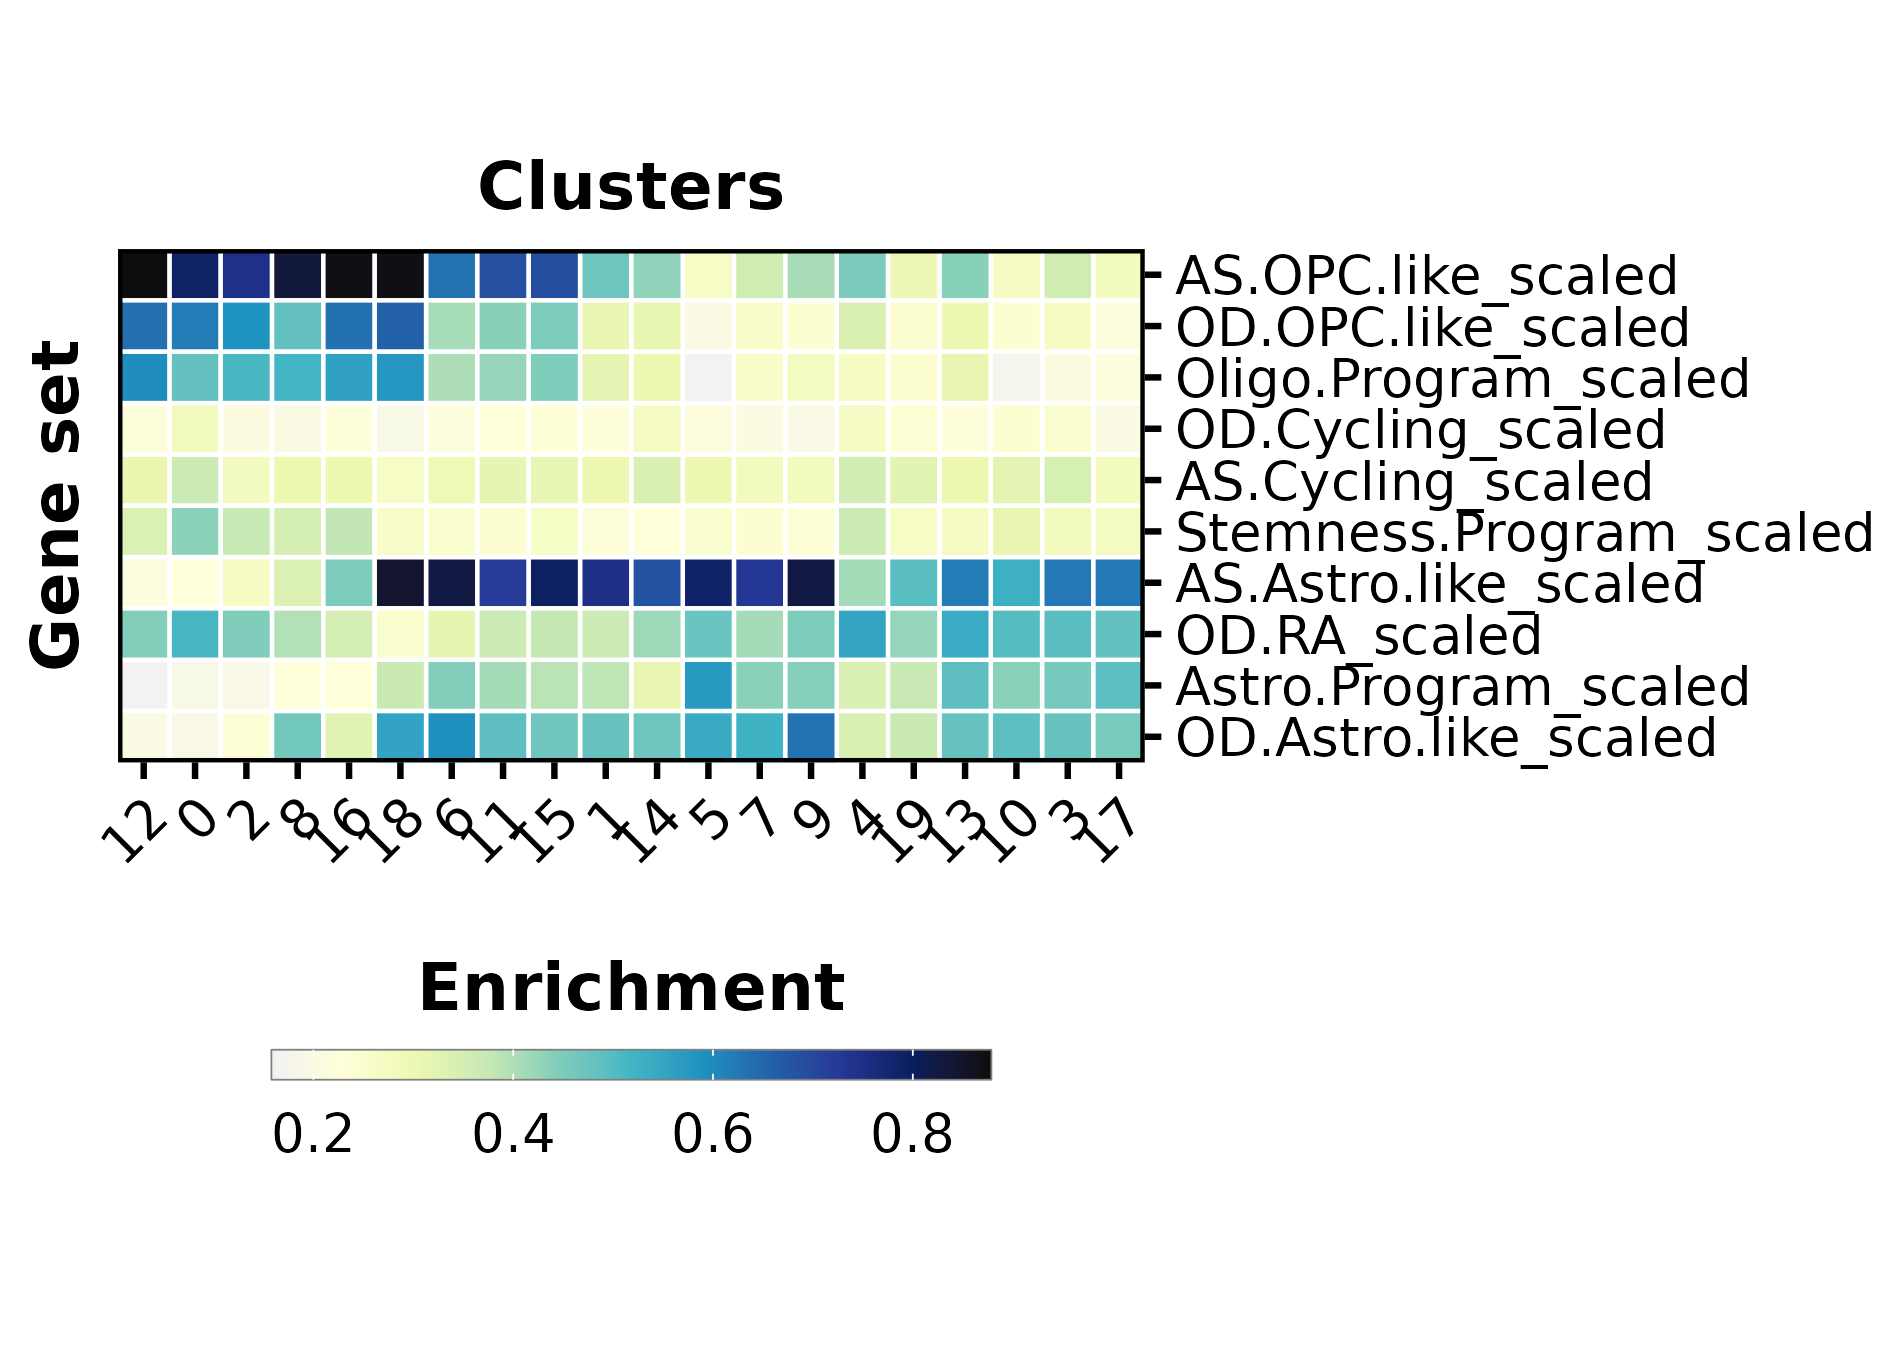 Clusters
Gene set
AS.OPC.like_scaled
OD.OPC.like_scaled
Oligo.Program_scaled
OD.Cycling_scaled
AS.Cycling_scaled
Stemness.Program_scaled
AS.Astro.like_scaled
OD.RA_scaled
Astro.Program_scaled
OD.Astro.like_scaled
12 0 2 8 16 18 6 11 15 1 14 5 7 9 4 19 13 10 3 17
Enrichment
0.2 0.4 0.6 0.8